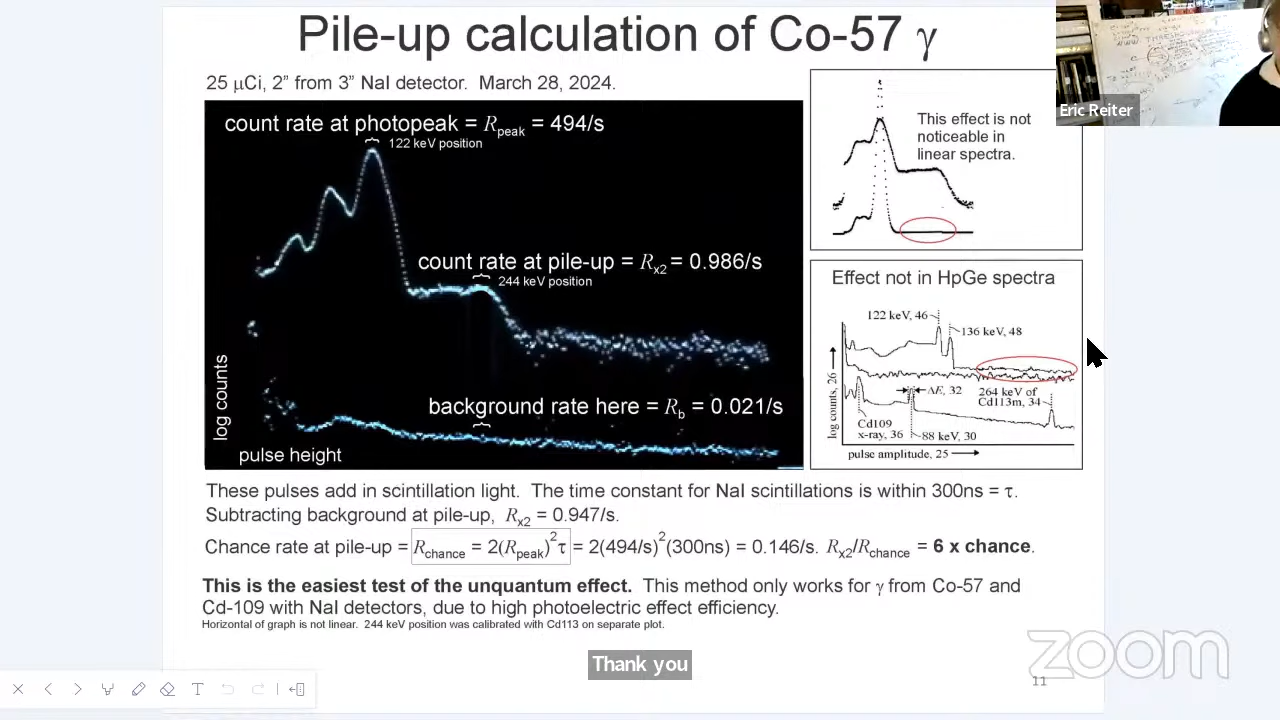 Pile-up calculation of Co-57 γ
25 μCi, 2” from 3” NaI detector.  March 28, 2024.
count rate at photopeak = Rpeak = 494/s
122 keV position
count rate at pile-up = Rx2 = 0.986/s
244 keV position
background rate here = Rb = 0.021/s
log counts
pulse height
This effect is not
noticeable in
linear spectra.
Eric Reiter
Effect not in HpGe spectra
122 keV, 46
136 keV, 48
ΔE, 32
264 keV of
Cd113m, 34
Cd109
x-ray, 36
88 keV, 30
log counts, 26
pulse amplitude, 25
These pulses add in scintillation light.  The time constant for NaI scintillations is within 300ns = τ.
Subtracting background at pile-up,  Rx2 = 0.947/s.
Chance rate at pile-up = Rchance = 2(Rpeak)²τ = 2(494/s)²(300ns) = 0.146/s.  Rx2/Rchance = 6 x chance.
This is the easiest test of the unquantum effect.  This method only works for γ from Co-57 and
Cd-109 with NaI detectors, due to high photoelectric effect efficiency.
Horizontal of graph is not linear.  244 keV position was calibrated with Cd113 on separate plot.
Thank you
zoom
11
T